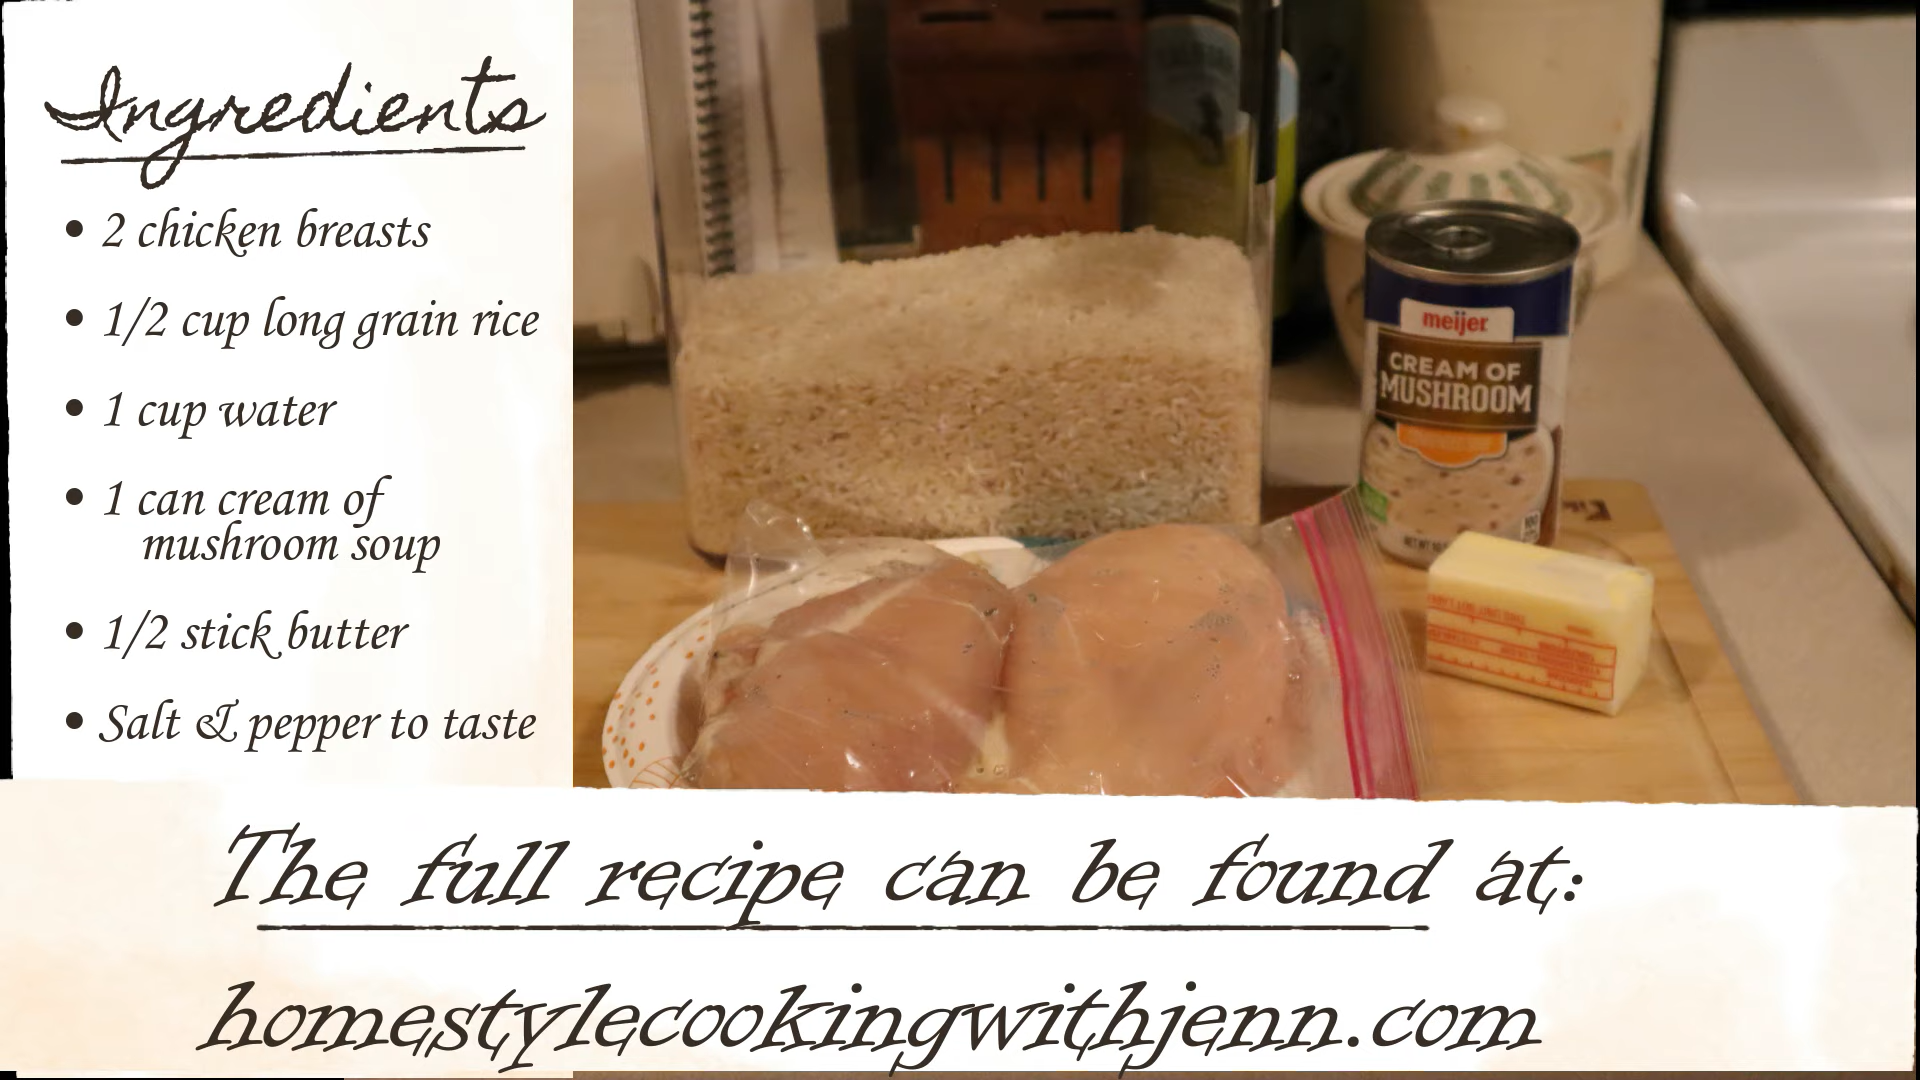 Ingredients
• 2 chicken breasts
• 1/2 cup long grain rice
• 1 cup water
• 1 can cream of
mushroom soup
• 1/2 stick butter
• Salt & pepper to taste
meijer
CREAM OF
MUSHROOM
The full recipe can be found at:
homestylecookingwithjenn.com